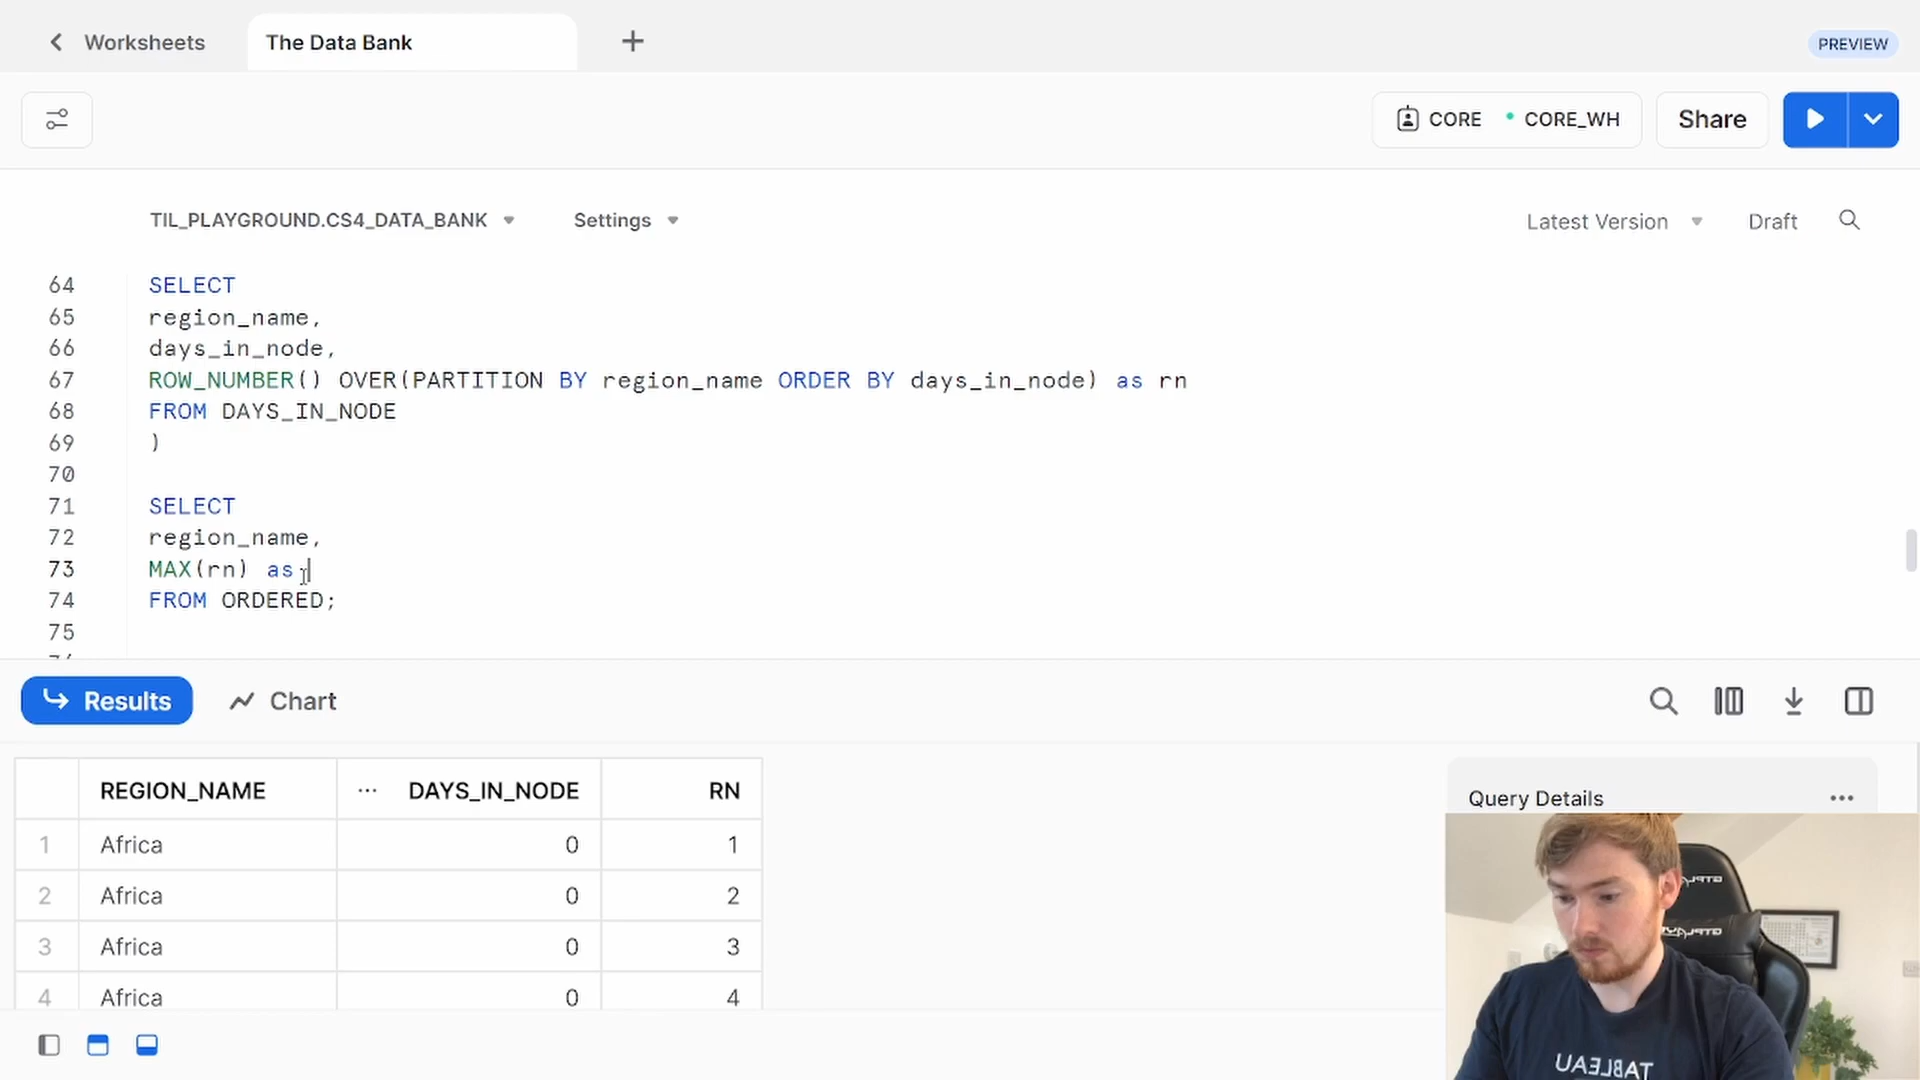 Worksheets
The Data Bank
PREVIEW
CORE CORE_WH
Share
TIL_PLAYGROUND.CS4_DATA_BANK
Settings
Latest Version
Draft
64 SELECT
65 region_name,
66 days_in_node,
67 ROW_NUMBER() OVER(PARTITION BY region_name ORDER BY days_in_node) as rn
68 FROM DAYS_IN_NODE
69 )
70
71 SELECT
72 region_name,
73 MAX(rn) as
74 FROM ORDERED;
75
Results
Chart
REGION_NAME ... DAYS_IN_NODE RN
1 Africa 0 1
2 Africa 0 2
3 Africa 0 3
4 Africa 0 4
Query Details ...
TABLEAU